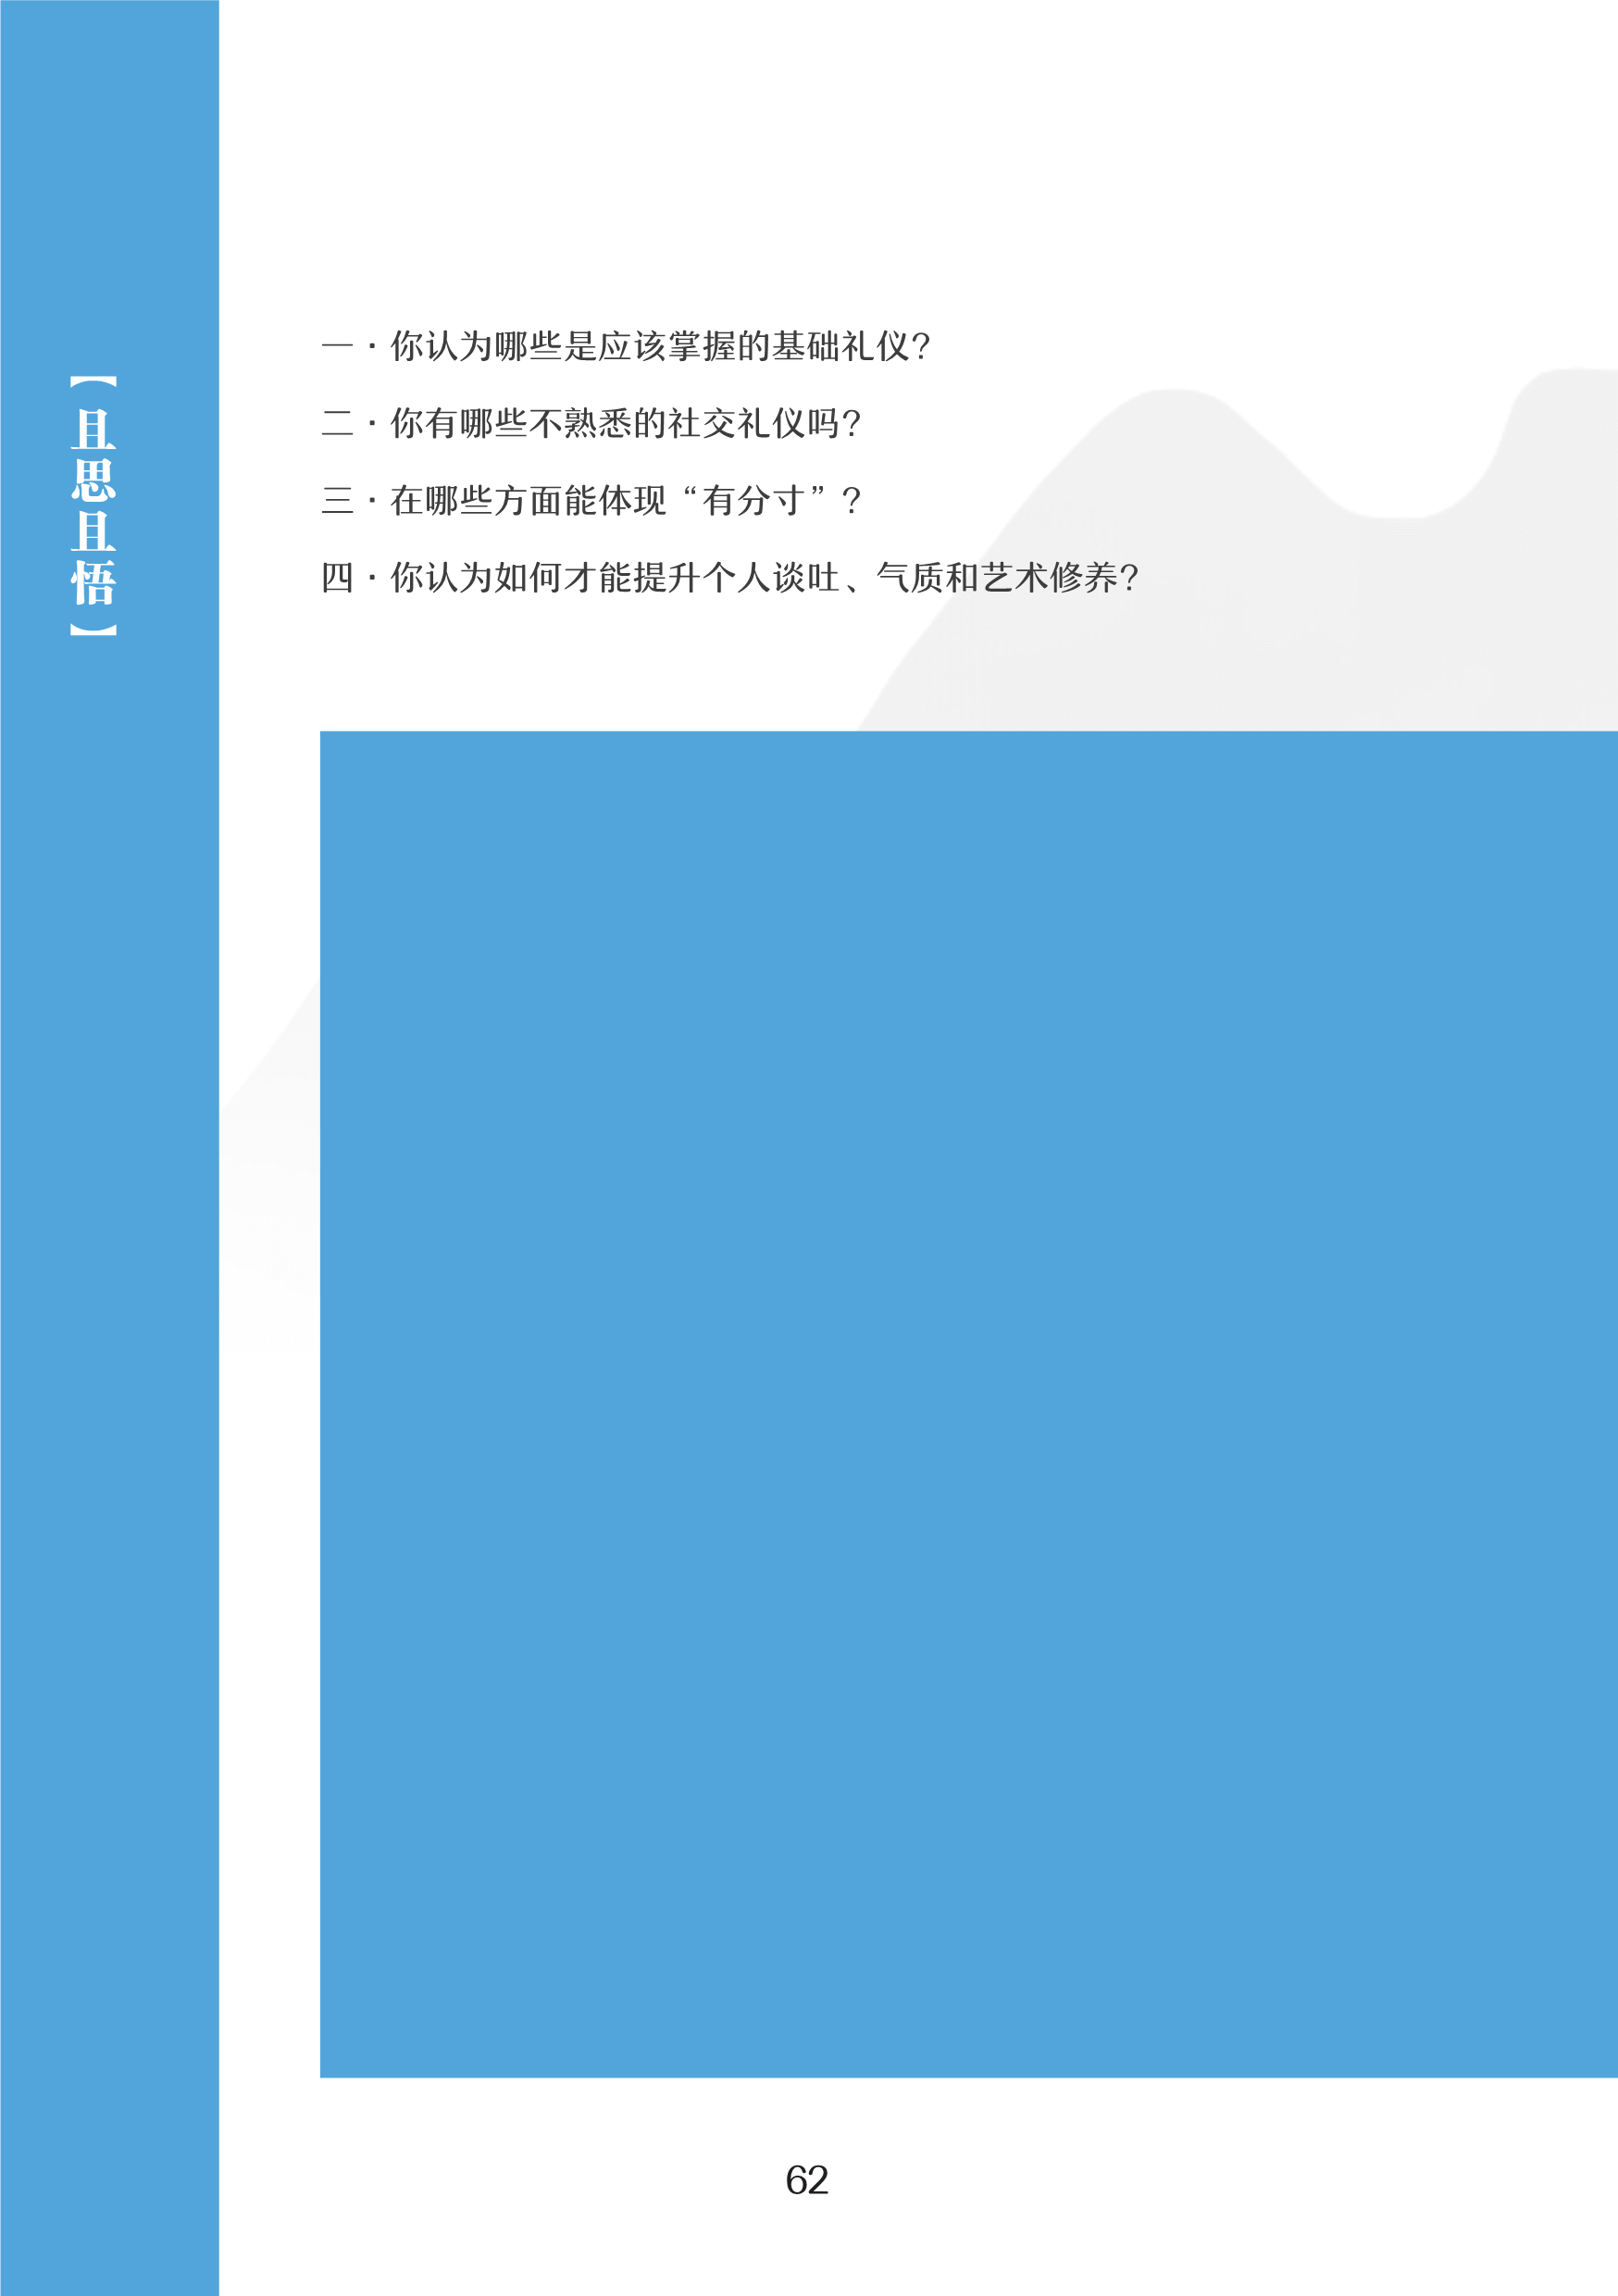 【且思且悟】
一·你认为哪些是应该掌握的基础礼仪？
二·你有哪些不熟悉的社交礼仪吗？
三·在哪些方面能体现“有分寸”？
四·你认为如何才能提升个人谈吐、气质和艺术修养？
62